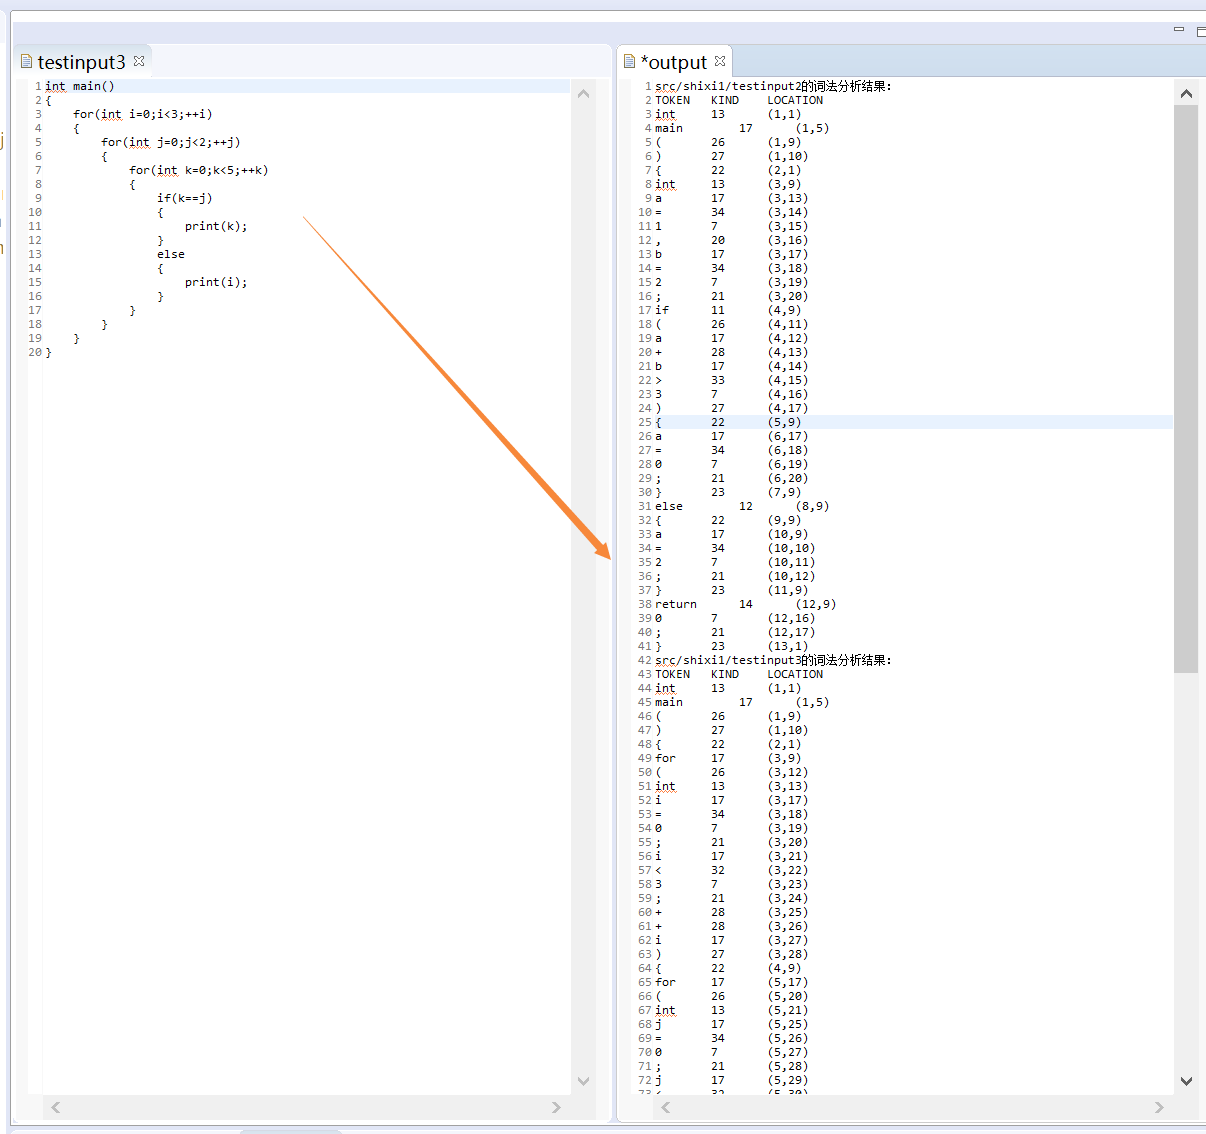 testinput3
1 int main()
2 {
3     for(int i=0;i<3;++i)
4     {
5         for(int j=0;j<2;++j)
6         {
7             for(int k=0;k<5;++k)
8             {
9                 if(k==j)
10                 {
11                     print(k);
12                 }
13                 else
14                 {
15                     print(i);
16                 }
17             }
18         }
19     }
20 }
*output
1 src/shixi1/testinput2的词法分析结果:
2 TOKEN KIND LOCATION
3 int 13 (1,1)
4 main 17 (1,5)
5 ( 26 (1,9)
6 ) 27 (1,10)
7 { 22 (2,1)
8 int 13 (3,9)
9 a 17 (3,13)
10 = 34 (3,14)
11 1 7 (3,15)
12 , 20 (3,16)
13 b 17 (3,17)
14 = 34 (3,18)
15 2 7 (3,19)
16 ; 21 (3,20)
17 if 11 (4,9)
18 ( 26 (4,11)
19 a 17 (4,12)
20 + 28 (4,13)
21 b 17 (4,14)
22 > 33 (4,15)
23 3 7 (4,16)
24 ) 27 (4,17)
25 { 22 (5,9)
26 a 17 (6,17)
27 = 34 (6,18)
28 0 7 (6,19)
29 ; 21 (6,20)
30 } 23 (7,9)
31 else 12 (8,9)
32 { 22 (9,9)
33 a 17 (10,9)
34 = 34 (10,10)
35 2 7 (10,11)
36 ; 21 (10,12)
37 } 23 (11,9)
38 return 14 (12,9)
39 0 7 (12,16)
40 ; 21 (12,17)
41 } 23 (13,1)
42 src/shixi1/testinput3的词法分析结果:
43 TOKEN KIND LOCATION
44 int 13 (1,1)
45 main 17 (1,5)
46 ( 26 (1,9)
47 ) 27 (1,10)
48 { 22 (2,1)
49 for 17 (3,9)
50 ( 26 (3,12)
51 int 13 (3,13)
52 i 17 (3,17)
53 = 34 (3,18)
54 0 7 (3,19)
55 ; 21 (3,20)
56 i 17 (3,21)
57 < 32 (3,22)
58 3 7 (3,23)
59 ; 21 (3,24)
60 + 28 (3,25)
61 + 28 (3,26)
62 i 17 (3,27)
63 ) 27 (3,28)
64 { 22 (4,9)
65 for 17 (5,17)
66 ( 26 (5,20)
67 int 13 (5,21)
68 j 17 (5,25)
69 = 34 (5,26)
70 0 7 (5,27)
71 ; 21 (5,28)
72 j 17 (5,29)